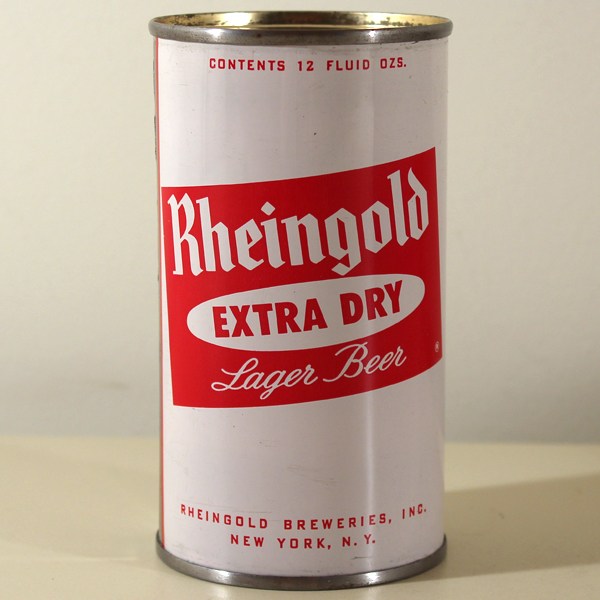 CONTENTS 12 FLUID OZS.
Rheingold
EXTRA DRY
Lager Beer
RHEINGOLD BREWERIES, INC.
NEW YORK, N.Y.